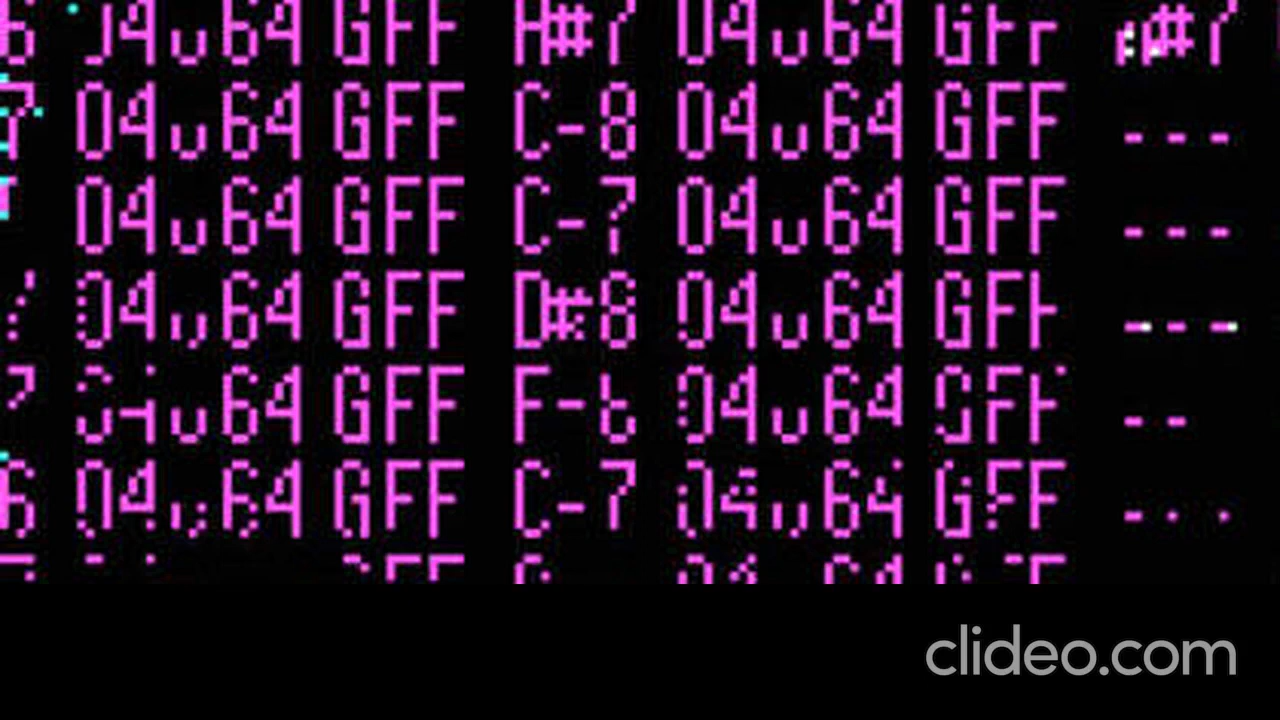 04v64 GFF 04v64
04v64 GFF C-8 04v64 GFF ---
04v64 GFF C-7 04v64 GFF ---
04v64 GFF D#8 04v64 GFF ---
7 04v64 GFF F-6 04v64 GFF --
6 04v64 GFF C-7 04v64 GFF
clideo.com